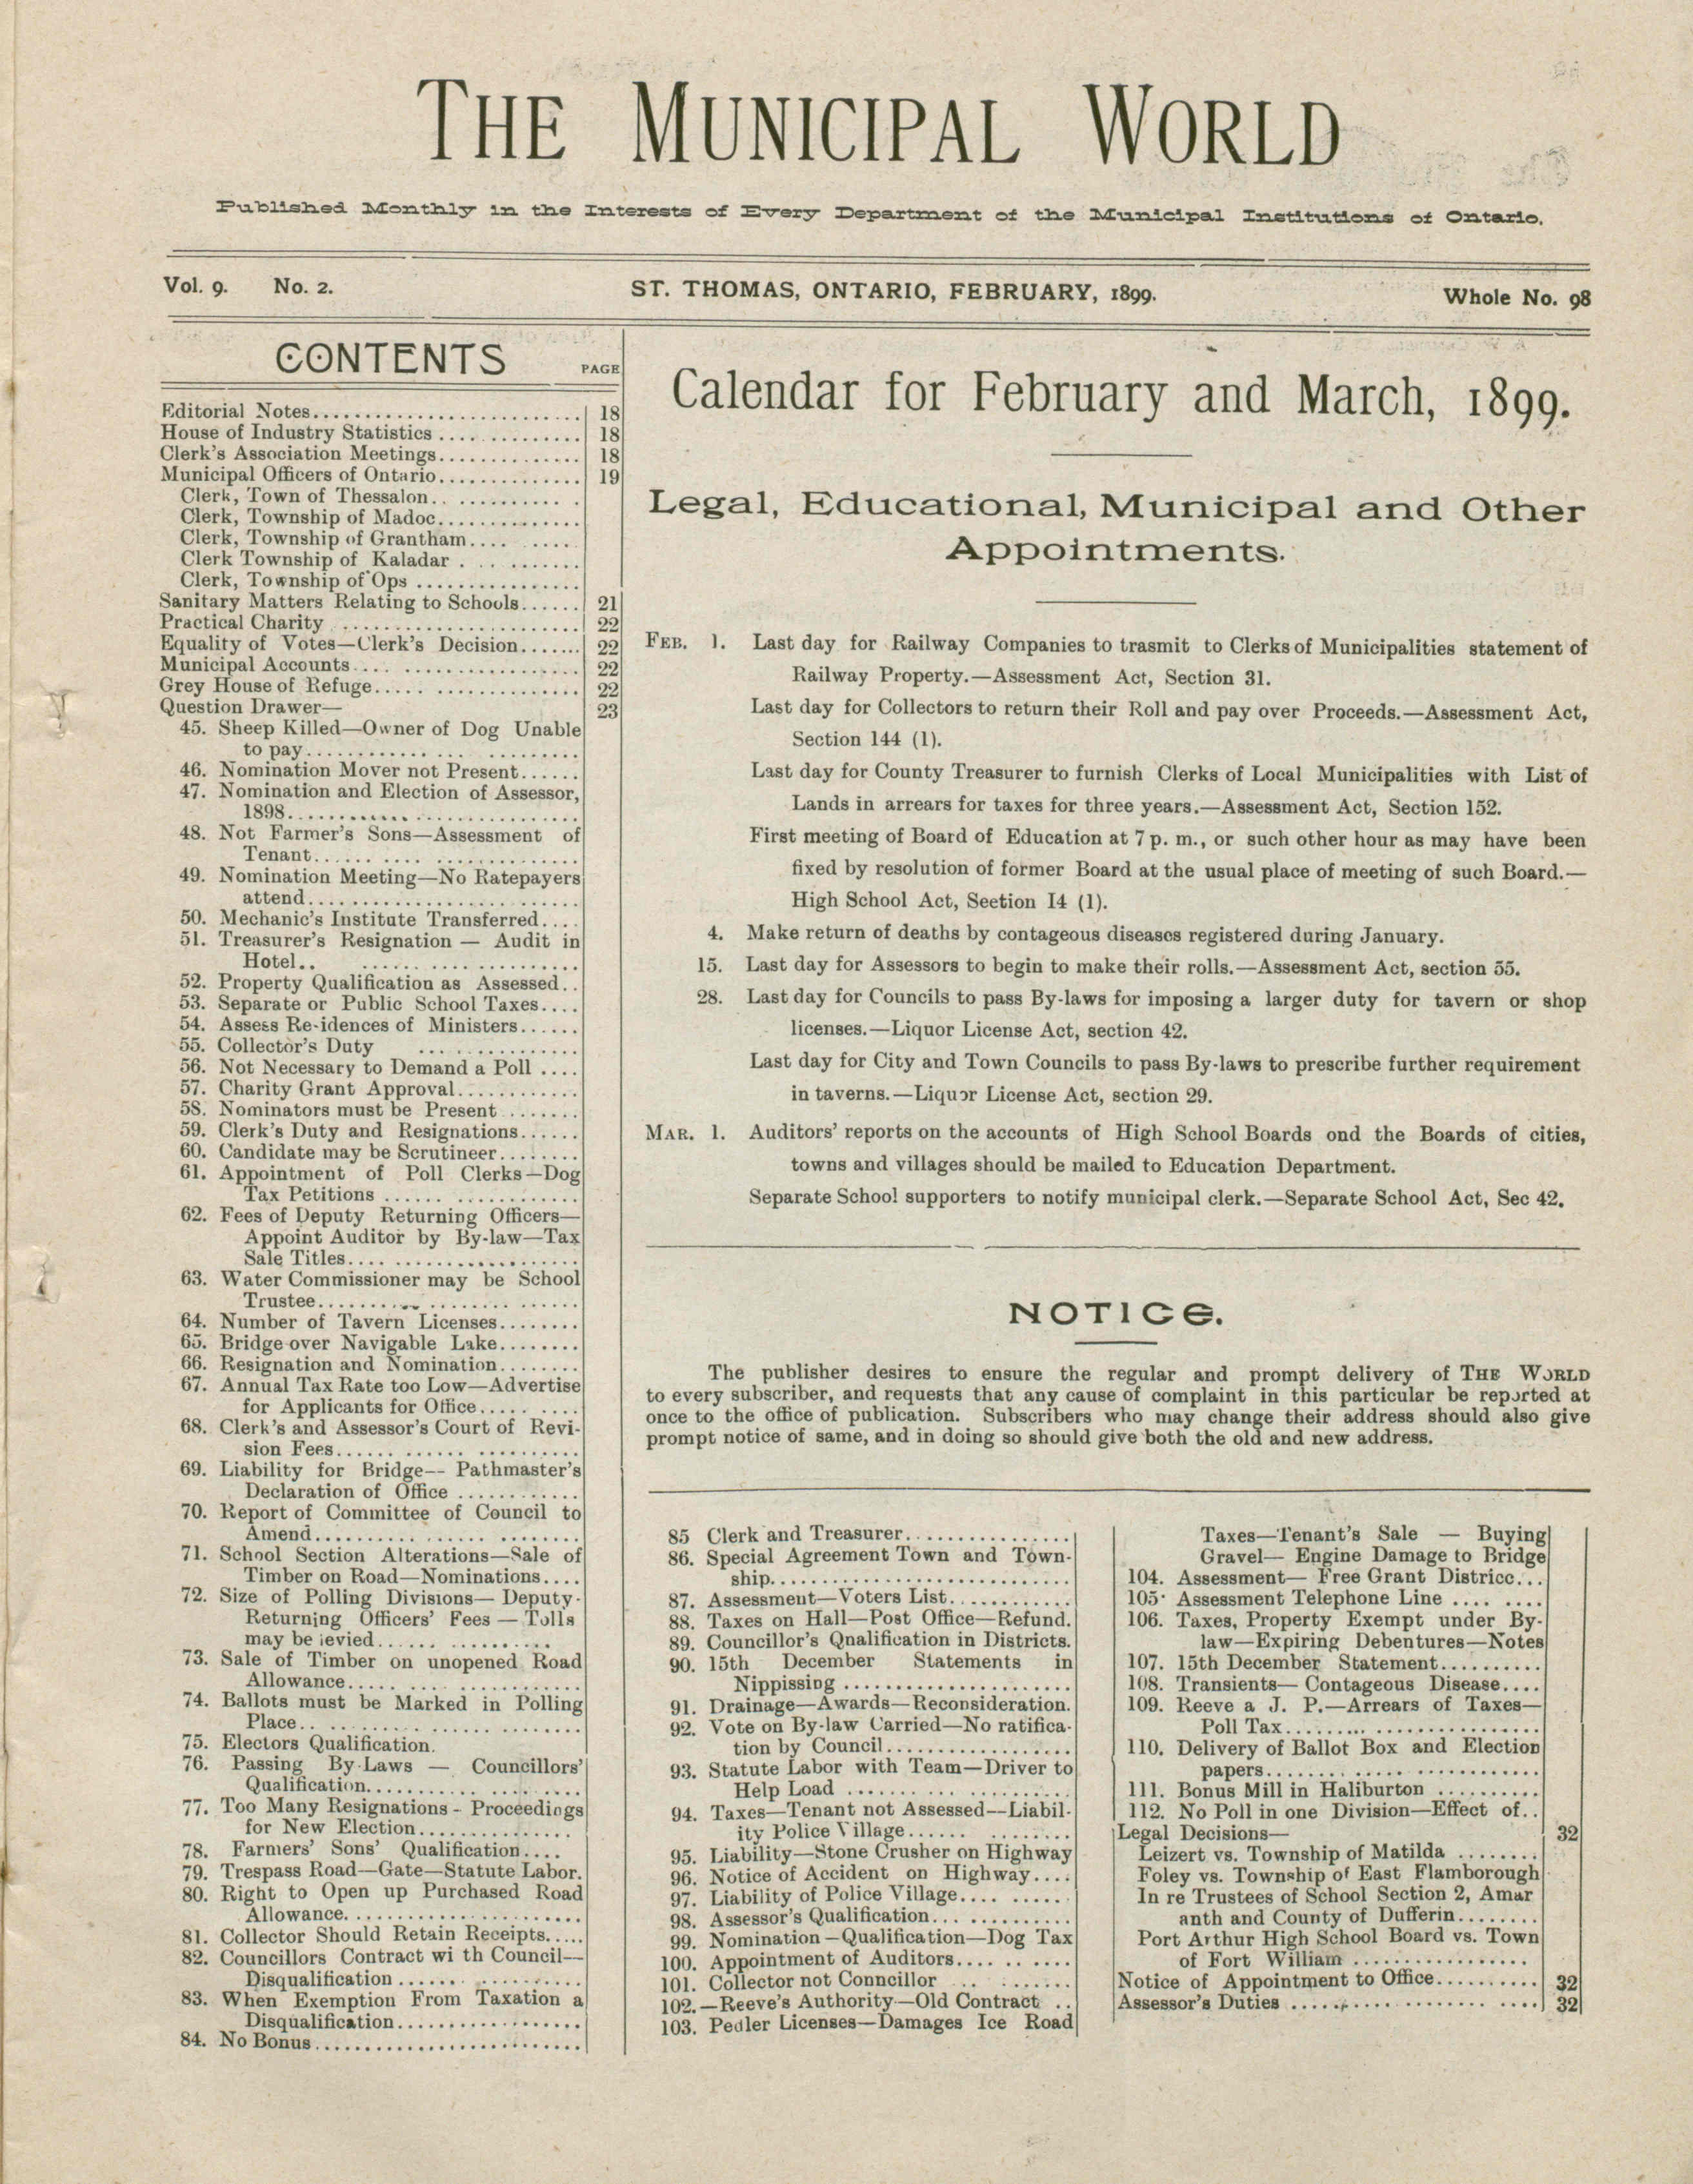 THE MUNICIPAL WORLD
Published Monthly in the Interests of Every Department of the Municipal Institutions of Ontario.
Vol. 9. No. 2.
ST. THOMAS, ONTARIO, FEBRUARY, 1899.
Whole No. 98
CONTENTS
PAGE
Editorial Notes.......................... 18
House of Industry Statistics .............. 18
Clerk's Association Meetings.............. 18
Municipal Officers of Ontario.............. 19
Clerk, Town of Thessalon.. ..........
Clerk, Township of Madoc..............
Clerk, Township of Grantham.... .....
Clerk Township of Kaladar . . .......
Clerk, Township of Ops ................
Sanitary Matters Relating to Schools...... 21
Practical Charity ........................ 22
Equality of Votes—Clerk's Decision....... 22
Municipal Accounts.... ................. 22
Grey House of Refuge..... .............. 22
Question Drawer— 23
45. Sheep Killed—Owner of Dog Unable
to pay............ ... .........
46. Nomination Mover not Present......
47. Nomination and Election of Assessor,
1898.............................
48. Not Farmer's Sons—Assessment of
Tenant...... .... ..............
49. Nomination Meeting—No Ratepayers
attend...........................
50. Mechanic's Institute Transferred....
51. Treasurer's Resignation — Audit in
Hotel.. ...... .... ..........
52. Property Qualification as Assessed..
53. Separate or Public School Taxes....
54. Assess Re-idences of Ministers......
55. Collector's Duty ... .............
56. Not Necessary to Demand a Poll ....
57. Charity Grant Approval............
58. Nominators must be Present .......
59. Clerk's Duty and Resignations......
60. Candidate may be Scrutineer........
61. Appointment of Poll Clerks—Dog
Tax Petitions ...... ............
62. Fees of Deputy Returning Officers—
Appoint Auditor by By-law—Tax
Sale Titles.... ..................
63. Water Commissioner may be School
Trustee.......... ........ ......
64. Number of Tavern Licenses........
65. Bridge over Navigable Lake........
66. Resignation and Nomination........
67. Annual Tax Rate too Low—Advertise
for Applicants for Office..... ....
68. Clerk's and Assessor's Court of Revi-
sion Fees...... ...... ..........
69. Liability for Bridge-- Pathmaster's
Declaration of Office ............
70. Report of Committee of Council to
Amend.......... ...... ........
71. School Section Alterations—Sale of
Timber on Road—Nominations....
72. Size of Polling Divisions— Deputy-
Returning Officers' Fees — Tolls
may be levied...... ..........
73. Sale of Timber on unopened Road
Allowance..... ... .............
74. Ballots must be Marked in Polling
Place.. .......... ...... ........
75. Electors Qualification.
76. Passing By-Laws — Councillors'
Qualification.....................
77. Too Many Resignations - Proceedings
for New Election...............
78. Farmers' Sons' Qualification....
79. Trespass Road—Gate—Statute Labor.
80. Right to Open up Purchased Road
Allowance.......................
81. Collector Should Retain Receipts.....
82. Councillors Contract wi th Council—
Disqualification ...... ..........
83. When Exemption From Taxation a
Disqualification..................
84. No Bonus..........................
Calendar for February and March, 1899.
Legal, Educational, Municipal and Other
Appointments.
FEB. 1. Last day for Railway Companies to trasmit to Clerks of Municipalities statement of
Railway Property.—Assessment Act, Section 31.
Last day for Collectors to return their Roll and pay over Proceeds.—Assessment Act,
Section 144 (1).
Last day for County Treasurer to furnish Clerks of Local Municipalities with List of
Lands in arrears for taxes for three years.—Assessment Act, Section 152.
First meeting of Board of Education at 7 p. m., or such other hour as may have been
fixed by resolution of former Board at the usual place of meeting of such Board.—
High School Act, Seetion I4 (1).
4. Make return of deaths by contageous diseases registered during January.
15. Last day for Assessors to begin to make their rolls.—Assessment Act, section 55.
28. Last day for Councils to pass By-laws for imposing a larger duty for tavern or shop
licenses.—Liquor License Act, section 42.
Last day for City and Town Councils to pass By-laws to prescribe further requirement
in taverns.—Liquor License Act, section 29.
MAR. 1. Auditors' reports on the accounts of High School Boards ond the Boards of cities,
towns and villages should be mailed to Education Department.
Separate School supporters to notify municipal clerk.—Separate School Act, Sec 42.
NOTICE.
The publisher desires to ensure the regular and prompt delivery of THE WORLD
to every subscriber, and requests that any cause of complaint in this particular be reported at
once to the office of publication. Subscribers who may change their address should also give
prompt notice of same, and in doing so should give both the old and new address.
85 Clerk and Treasurer................
86. Special Agreement Town and Town-
ship.............................
87. Assessment—Voters List............
88. Taxes on Hall—Post Office—Refund.
89. Councillor's Qnalification in Districts.
90. 15th December Statements in
Nippissing ......................
91. Drainage—Awards—Reconsideration.
92. Vote on By-law Carried—No ratifica-
tion by Council..................
93. Statute Labor with Team—Driver to
Help Load .......... ..........
94. Taxes—Tenant not Assessed—Liabil-
ity Police Village...... ........
95. Liability—Stone Crusher on Highway
96. Notice of Accident on Highway....
97. Liability of Police Village.... ......
98. Assessor's Qualification... ..........
99. Nomination—Qualification—Dog Tax
100. Appointment of Auditors.... .. ....
101. Collector not Conncillor ... .......
102.—Reeve's Authority—Old Contract ..
103. Pedler Licenses—Damages Ice Road
Taxes—Tenant's Sale — Buying
Gravel— Engine Damage to Bridge
104. Assessment— Free Grant Districc...
105. Assessment Telephone Line .... ....
106. Taxes, Property Exempt under By-
law—Expiring Debentures—Notes
107. 15th December Statement..........
108. Transients— Contageous Disease....
109. Reeve a J. P.—Arrears of Taxes—
Poll Tax......... ................
110. Delivery of Ballot Box and Election
papers...........................
111. Bonus Mill in Haliburton ..........
112. No Poll in one Division—Effect of..
Legal Decisions— 32
Leizert vs. Township of Matilda ........
Foley vs. Township of East Flamborough
In re Trustees of School Section 2, Amar
anth and County of Dufferin........
Port Arthur High School Board vs. Town
of Fort William .................
Notice of Appointment to Office.......... 32
Assessor's Duties ........................ 32